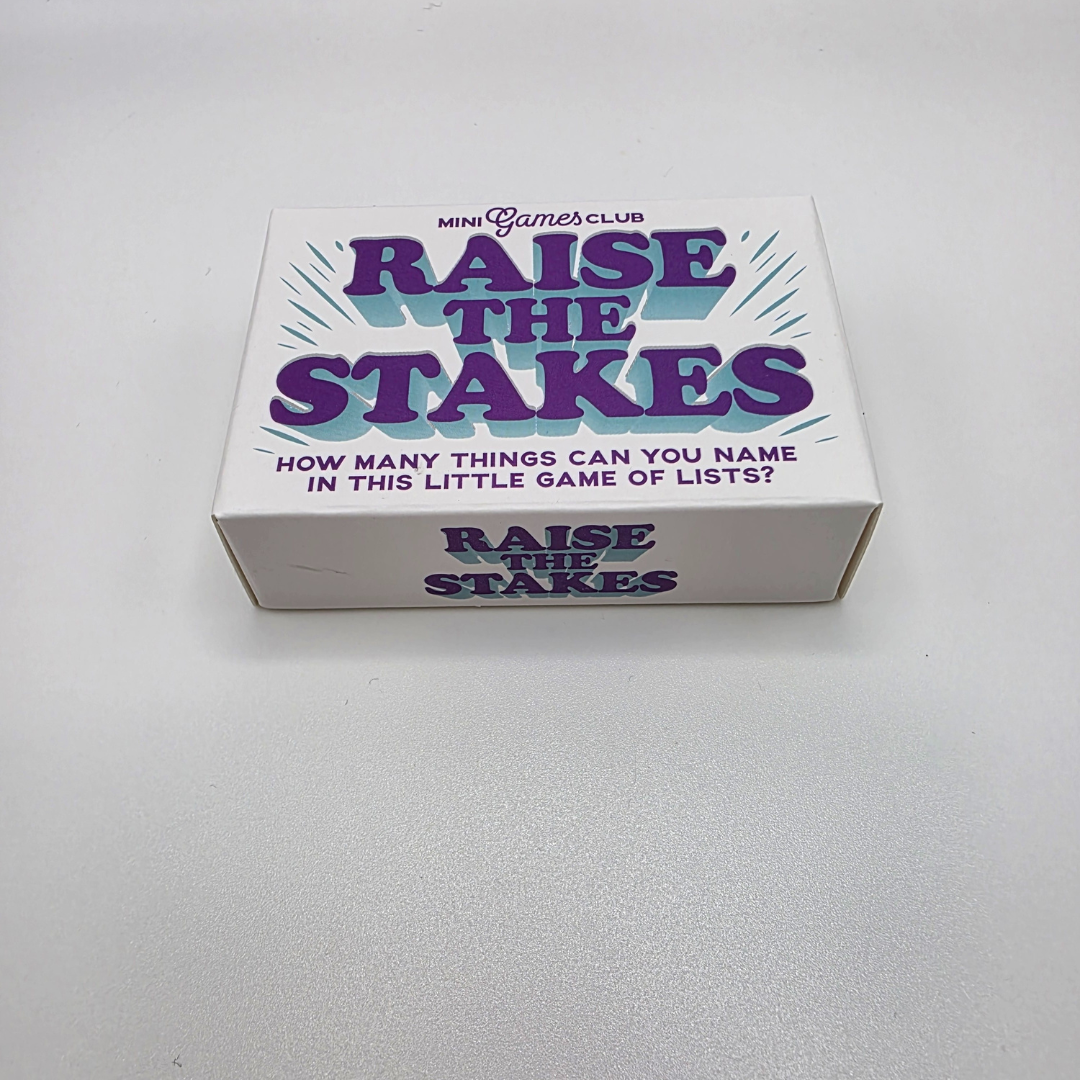 MINI Games CLUB
RAISE
THE
STAKES
HOW MANY THINGS CAN YOU NAME
IN THIS LITTLE GAME OF LISTS?
RAISE
THE
STAKES